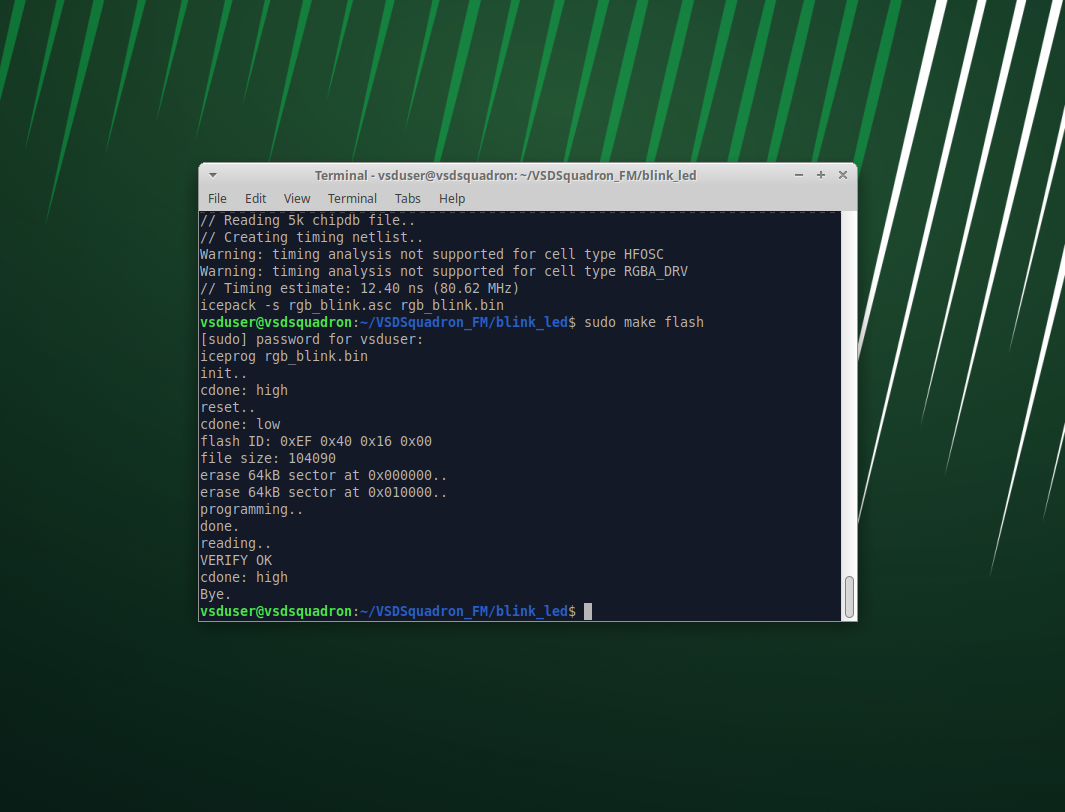 Terminal - vsduser@vsdsquadron: ~/VSDSquadron_FM/blink_led
File Edit View Terminal Tabs Help
// Reading 5k chipdb file..
// Creating timing netlist..
Warning: timing analysis not supported for cell type HFOSC
Warning: timing analysis not supported for cell type RGBA_DRV
// Timing estimate: 12.40 ns (80.62 MHz)
icepack -s rgb_blink.asc rgb_blink.bin
vsduser@vsdsquadron:~/VSDSquadron_FM/blink_led$ sudo make flash
[sudo] password for vsduser:
iceprog rgb_blink.bin
init..
cdone: high
reset..
cdone: low
flash ID: 0xEF 0x40 0x16 0x00
file size: 104090
erase 64kB sector at 0x000000..
erase 64kB sector at 0x010000..
programming..
done.
reading..
VERIFY OK
cdone: high
Bye.
vsduser@vsdsquadron:~/VSDSquadron_FM/blink_led$